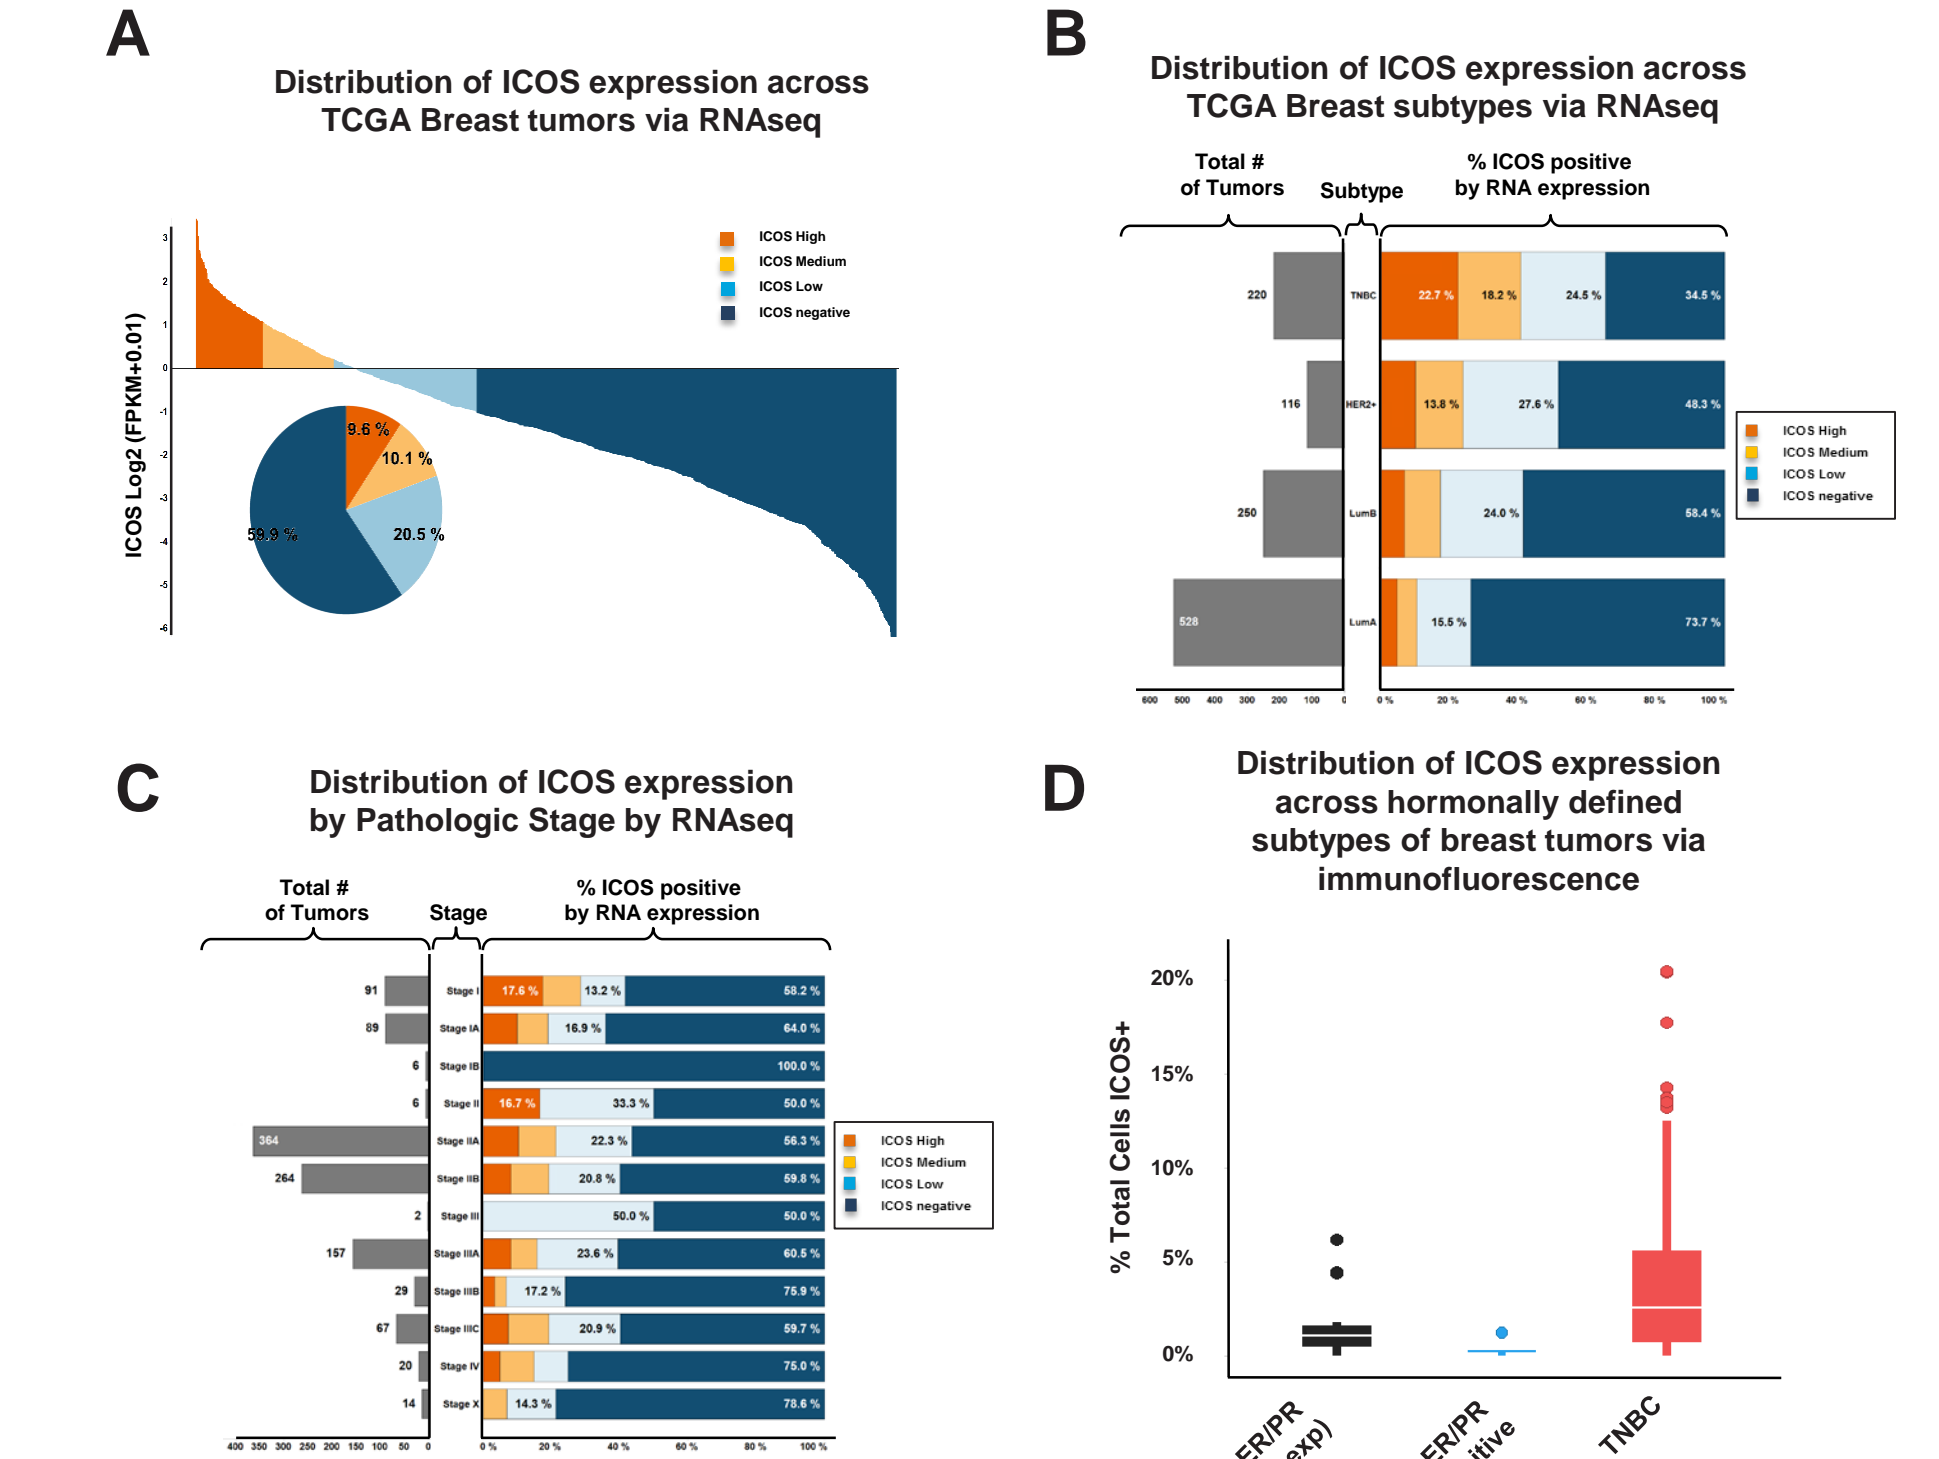 A
Distribution of ICOS expression across
TCGA Breast tumors via RNAseq
ICOS Log2 (FPKM+0.01)
3
2
1
0
-1
-2
-3
-4
-5
-6
ICOS High
ICOS Medium
ICOS Low
ICOS negative
9.6 %
10.1 %
20.5 %
59.9 %
B
Distribution of ICOS expression across
TCGA Breast subtypes via RNAseq
Total #
of Tumors
Subtype
% ICOS positive
by RNA expression
220 TNBC 22.7 % 18.2 % 24.5 % 34.5 %
116 HER2+ 13.8 % 27.6 % 48.3 %
250 LumB 24.0 % 58.4 %
528 LumA 15.5 % 73.7 %
600 500 400 300 200 100 0 0 % 20 % 40 % 60 % 80 % 100 %
ICOS High
ICOS Medium
ICOS Low
ICOS negative
C
Distribution of ICOS expression
by Pathologic Stage by RNAseq
Total #
of Tumors
Stage
% ICOS positive
by RNA expression
91 Stage I 17.6 % 13.2 % 58.2 %
89 Stage IA 16.9 % 64.0 %
6 Stage IB 100.0 %
6 Stage II 16.7 % 33.3 % 50.0 %
364 Stage IIA 22.3 % 56.3 %
264 Stage IIB 20.8 % 59.8 %
2 Stage III 50.0 % 50.0 %
157 Stage IIIA 23.6 % 60.5 %
29 Stage IIIB 17.2 % 75.9 %
67 Stage IIIC 20.9 % 59.7 %
20 Stage IV 75.0 %
14 Stage X 14.3 % 78.6 %
400 350 300 250 200 150 100 50 0 0 % 20 % 40 % 60 % 80 % 100 %
ICOS High
ICOS Medium
ICOS Low
ICOS negative
D
Distribution of ICOS expression
across hormonally defined
subtypes of breast tumors via
immunofluorescence
% Total Cells ICOS+
20%
15%
10%
5%
0%
ER/PR
exp)
ER/PR
itive
TNBC